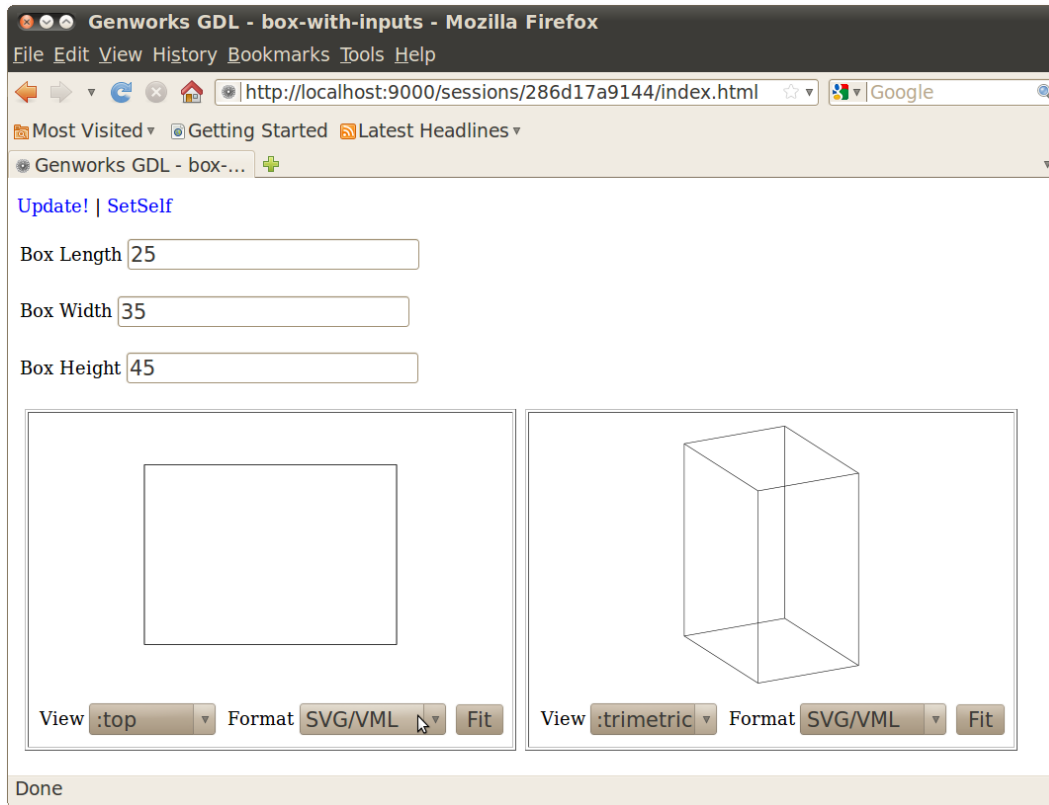 Genworks GDL - box-with-inputs - Mozilla Firefox
File Edit View History Bookmarks Tools Help
http://localhost:9000/sessions/286d17a9144/index.html Google
Most Visited Getting Started Latest Headlines
Genworks GDL - box-...
Update! | SetSelf
Box Length 25
Box Width 35
Box Height 45
View :top Format SVG/VML Fit
View :trimetric Format SVG/VML Fit
Done